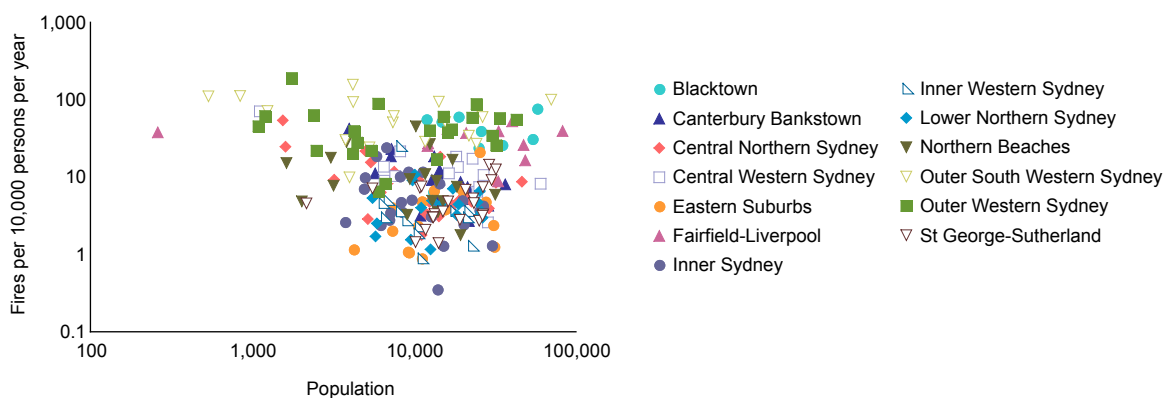 1,000
100
10
1
0.1
Fires per 10,000 persons per year
100
1,000
10,000
100,000
Population
Blacktown
Canterbury Bankstown
Central Northern Sydney
Central Western Sydney
Eastern Suburbs
Fairfield-Liverpool
Inner Sydney
Inner Western Sydney
Lower Northern Sydney
Northern Beaches
Outer South Western Sydney
Outer Western Sydney
St George-Sutherland